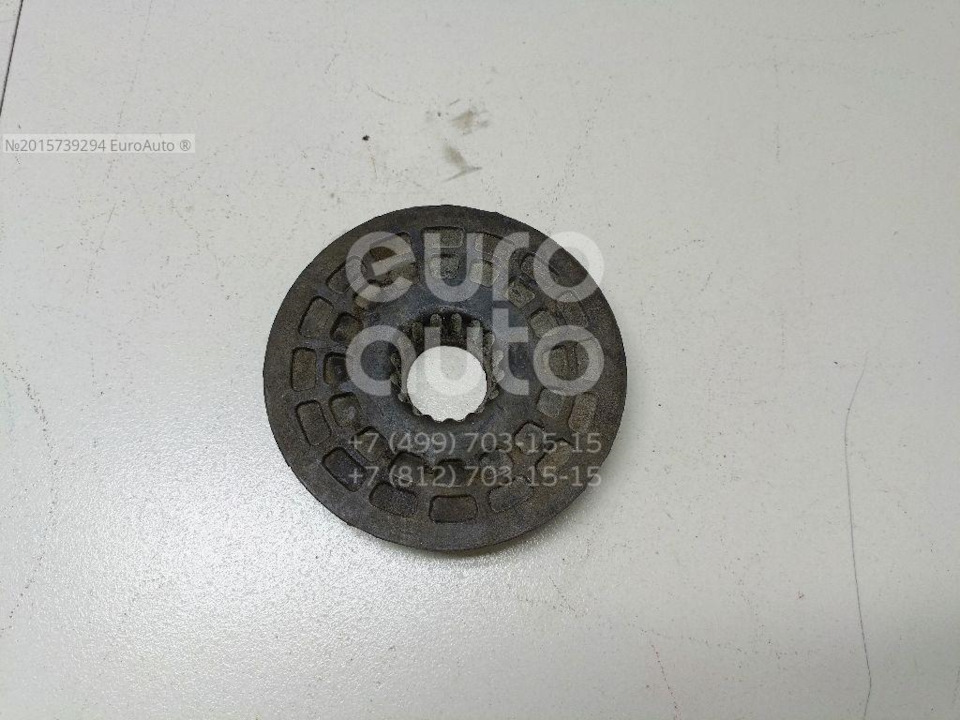 №2015739294 EuroAuto ®
euro
auto
+7 (499) 703-15-15
+7 (812) 703-15-15